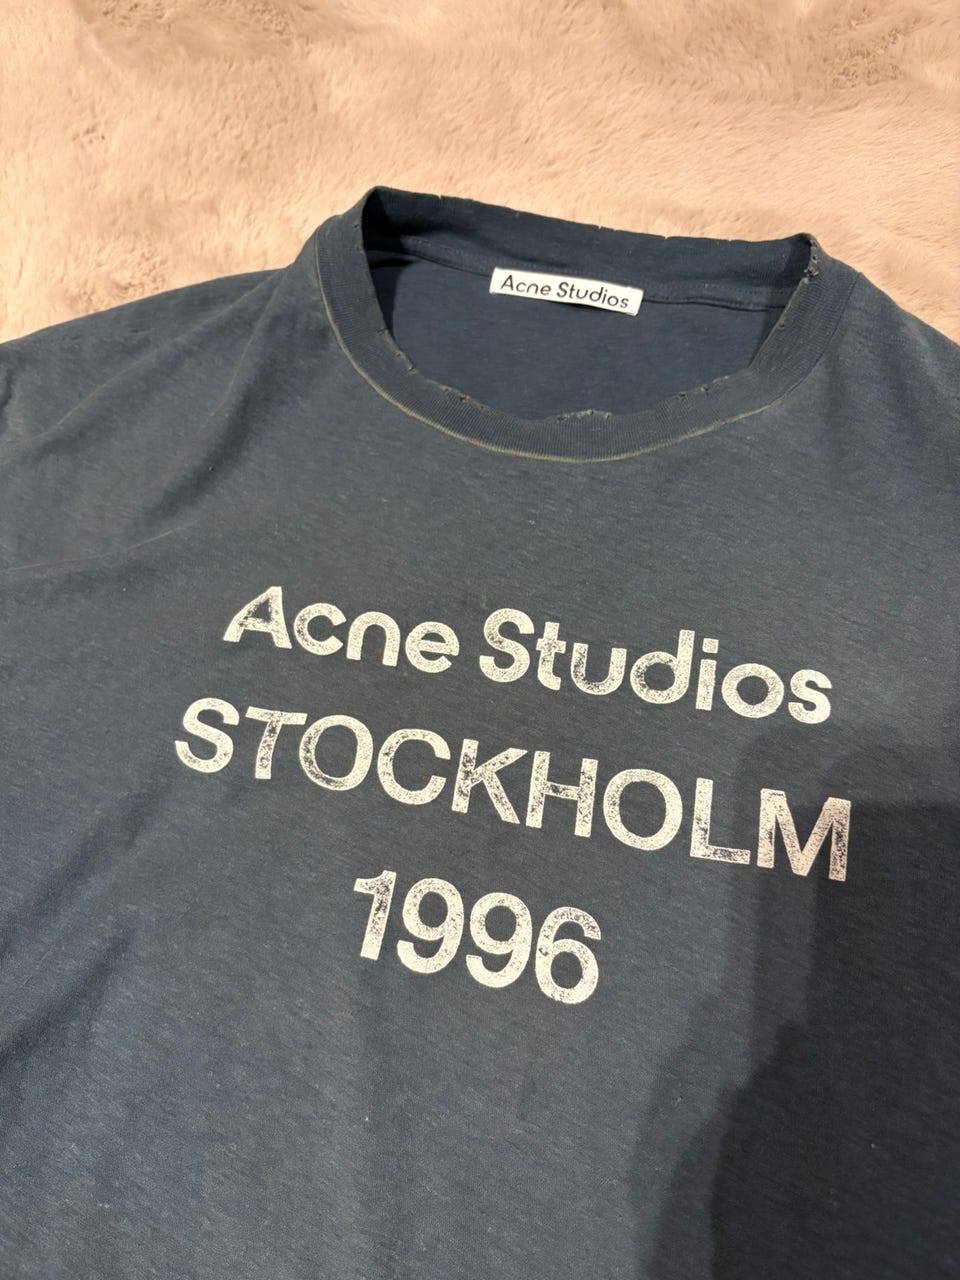 Acne Studios
Acne Studios
STOCKHOLM
1996